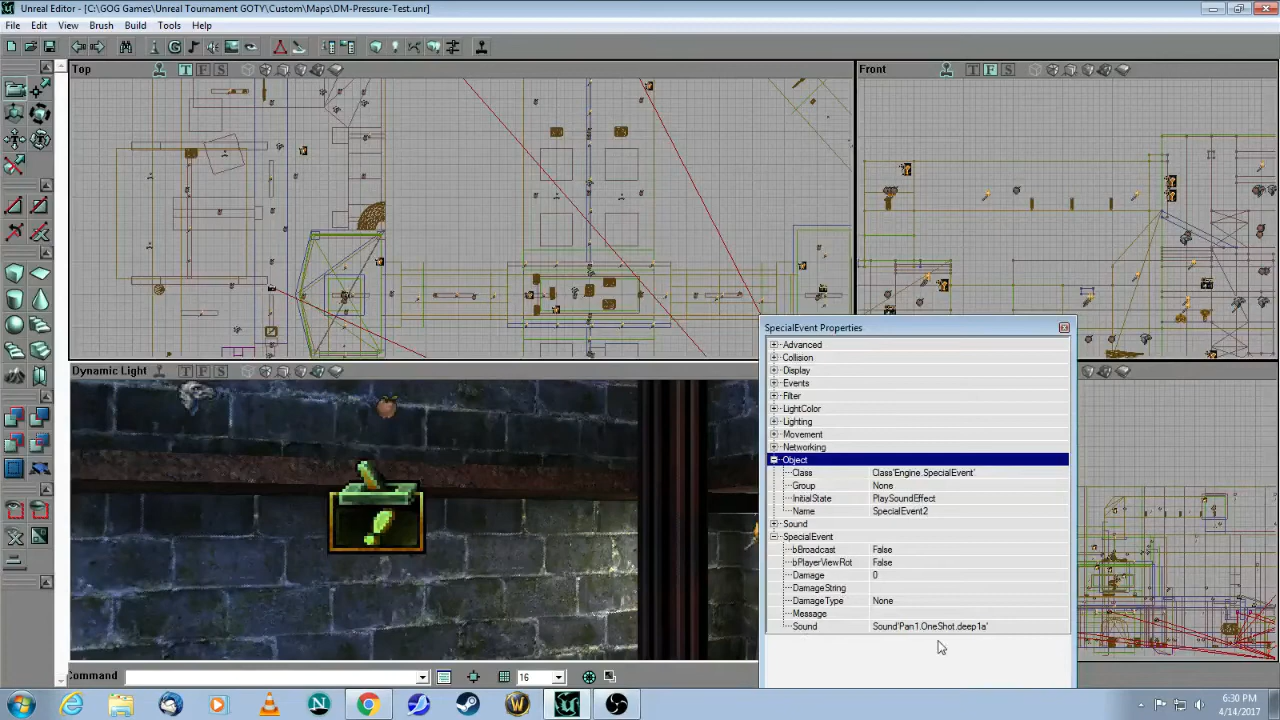 Unreal Editor - [C:\GOG Games\Unreal Tournament GOTY\Custom\Maps\DM-Pressure-Test.unr]
File Edit View Brush Build Tools Help
Top
Front
Dynamic Light
SpecialEvent Properties
Advanced
Collision
Display
Events
Filter
LightColor
Lighting
Movement
Networking
Object
Class Class'Engine.SpecialEvent'
Group None
InitialState PlaySoundEffect
Name SpecialEvent2
Sound
SpecialEvent
bBroadcast False
bPlayerViewRot False
Damage 0
DamageString
DamageType None
Message
Sound Sound'Pan1.OneShot.deep1a'
Command
16
6:30 PM
4/14/2017